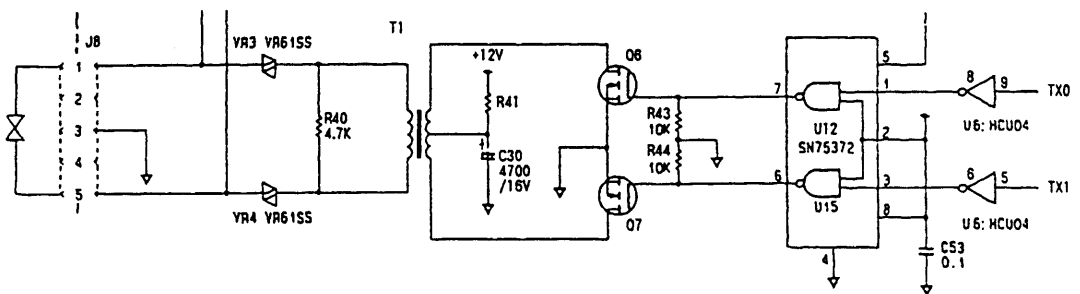 J8
1
2
3
4
5
VR3 VR61SS
R40
4.7K
VR4 VR61SS
T1
+12V
R41
+
C30
4700
/16V
Q6
Q7
R43
10K
R44
10K
7
6
U12
SN75372
U15
5
1
2
3
8
4
8
9
U6: HCU04
TX0
6
5
U6: HCU04
TX1
C53
0.1